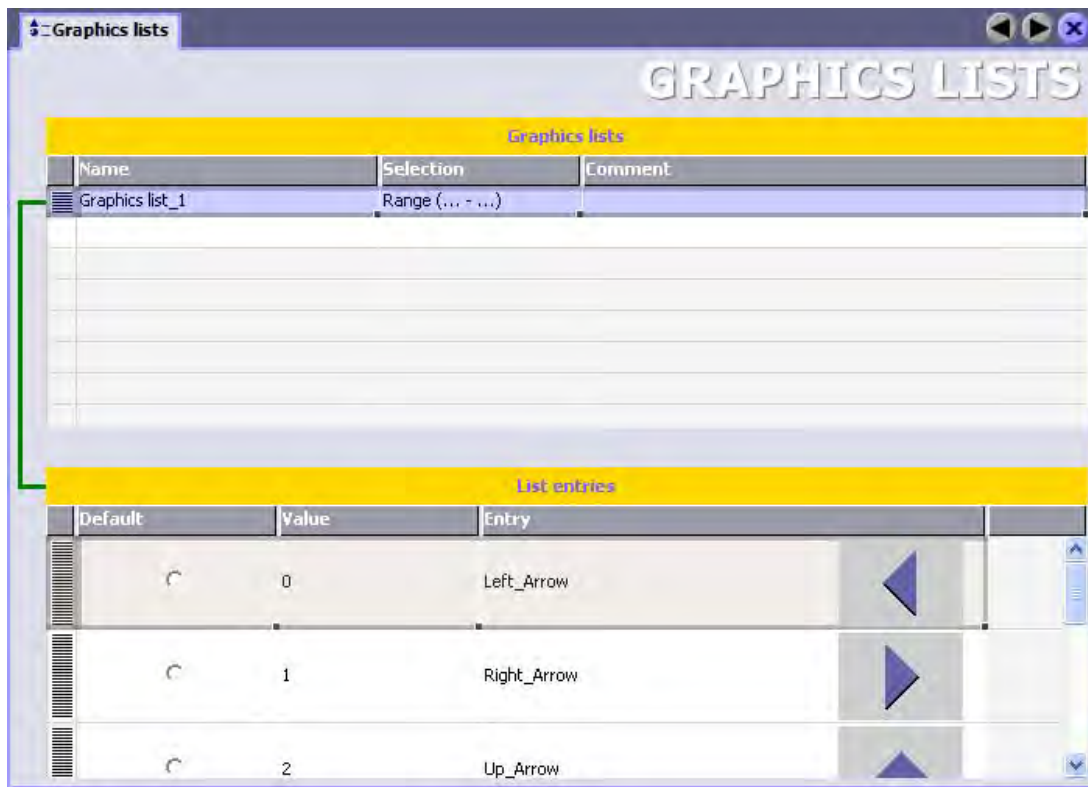 Graphics lists
GRAPHICS LISTS
Graphics lists
Name Selection Comment
Graphics list_1 Range (... - ...)
List entries
Default Value Entry
0 Left_Arrow
1 Right_Arrow
2 Up_Arrow